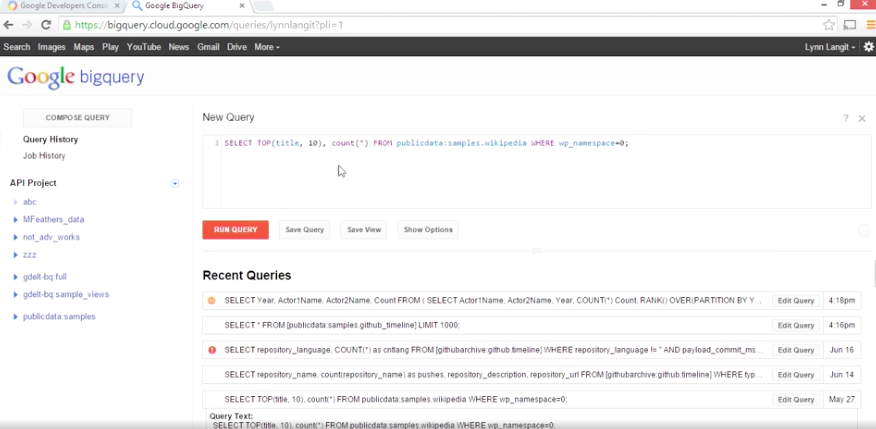 Google Developers Consc
Google BigQuery
https://bigquery.cloud.google.com/queries/lynnlangit?pli=1
Search Images Maps Play YouTube News Gmail Drive More
Lynn Langit
Google bigquery
COMPOSE QUERY
Query History
Job History
API Project
abc
MFeathers_data
not_adv_works
zzz
gdelt-bq:full
gdelt-bq:sample_views
publicdata:samples
New Query
? x
1 SELECT TOP(title, 10), count(*) FROM publicdata:samples.wikipedia WHERE wp_namespace=0;
RUN QUERY Save Query Save View Show Options
Recent Queries
SELECT Year, Actor1Name, Actor2Name, Count FROM ( SELECT Actor1Name, Actor2Name, Year, COUNT(*) Count, RANK() OVER(PARTITION BY Y... Edit Query 4:18pm
SELECT * FROM [publicdata:samples.github_timeline] LIMIT 1000; Edit Query 4:16pm
SELECT repository_language, COUNT(*) as cntlang FROM [githubarchive:github.timeline] WHERE repository_language != '' AND payload_commit_ms... Edit Query Jun 16
SELECT repository_name, count(repository_name) as pushes, repository_description, repository_url FROM [githubarchive:github.timeline] WHERE typ... Edit Query Jun 14
SELECT TOP(title, 10), count(*) FROM publicdata:samples.wikipedia WHERE wp_namespace=0; Edit Query May 27
Query Text:
SELECT TOP(title, 10), count(*) FROM publicdata:samples.wikipedia WHERE wp_namespace=0;